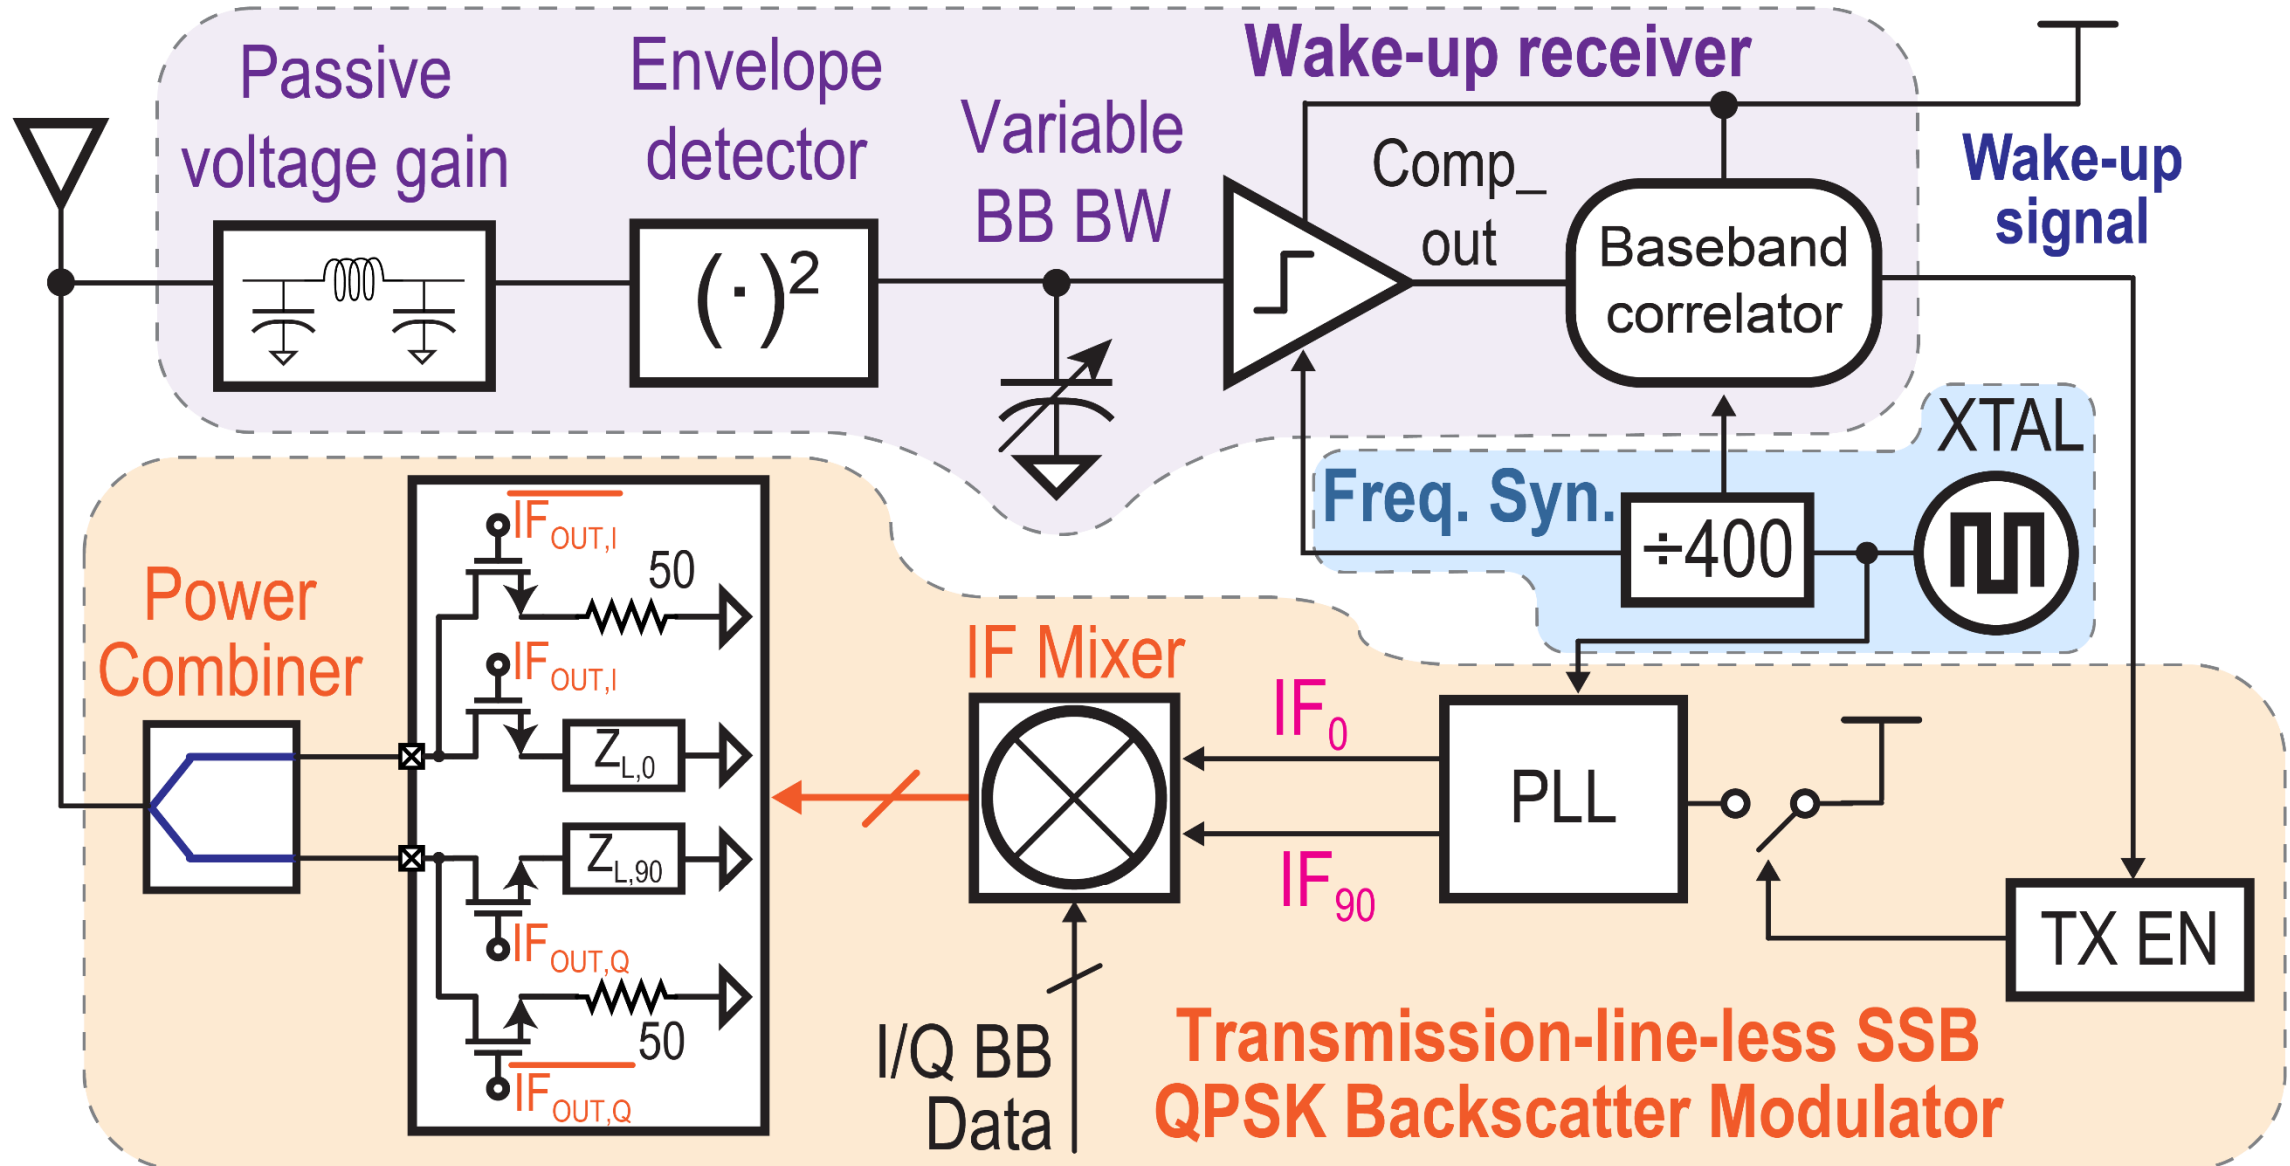 Passive
voltage gain
Envelope
detector
Variable
BB BW
Wake-up receiver
Comp_
out
Baseband
correlator
Wake-up
signal
(·)²
XTAL
Freq. Syn.
÷400
Power
Combiner
IF_OUT,I
50
IF_OUT,I
Z_L,0
Z_L,90
IF_OUT,Q
50
IF_OUT,Q
IF Mixer
IF_0
IF_90
PLL
TX EN
I/Q BB
Data
Transmission-line-less SSB
QPSK Backscatter Modulator